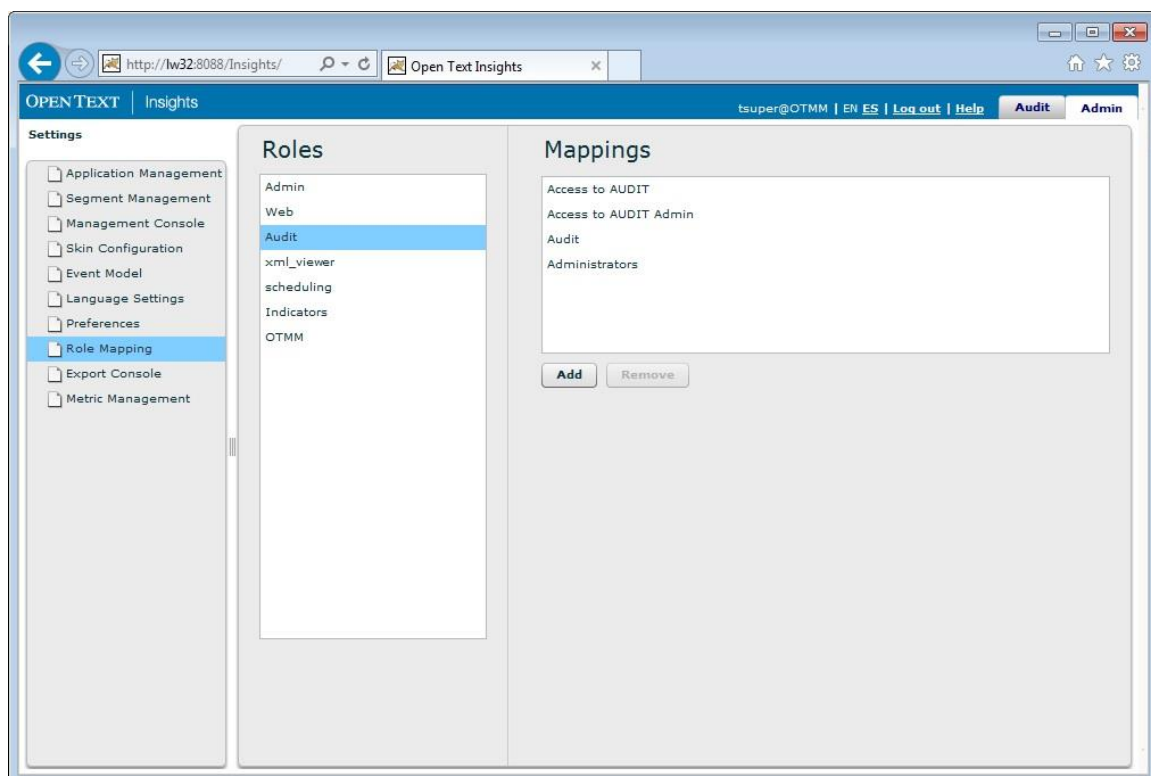 http://lw32:8088/Insights/
Open Text Insights
OPEN TEXT | Insights
tsuper@OTMM | EN ES | Log out | Help
Audit
Admin
Settings
Application Management
Segment Management
Management Console
Skin Configuration
Event Model
Language Settings
Preferences
Role Mapping
Export Console
Metric Management
Roles
Admin
Web
Audit
xml_viewer
scheduling
Indicators
OTMM
Mappings
Access to AUDIT
Access to AUDIT Admin
Audit
Administrators
Add
Remove